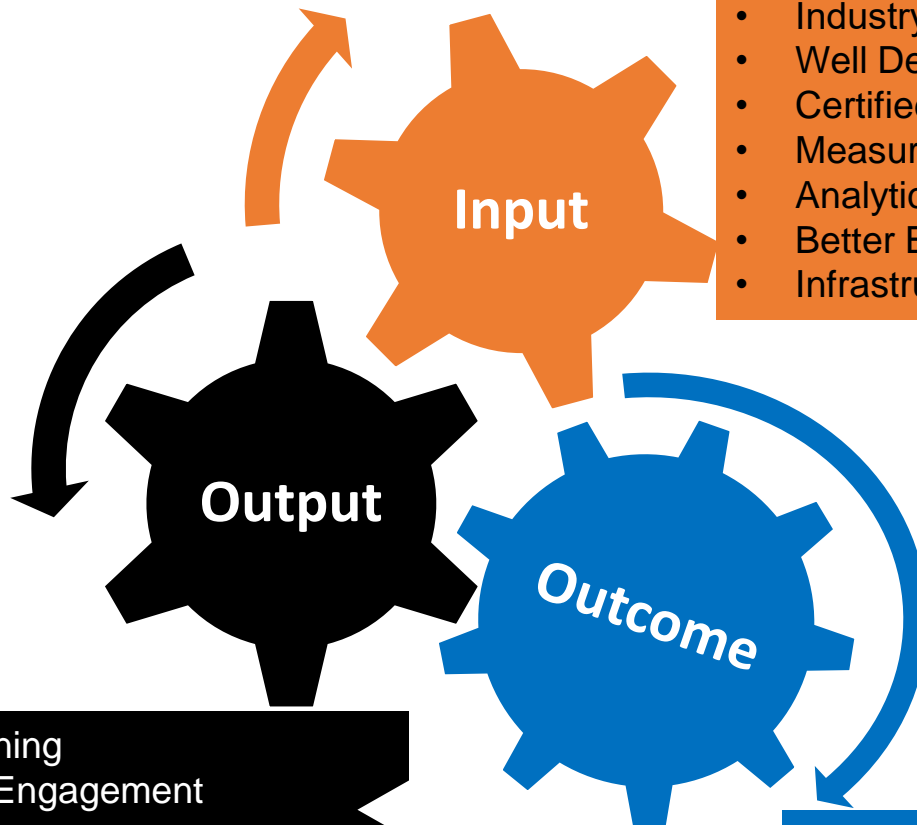 • Industry
• Well De
• Certified
• Measur
• Analytic
• Better E
• Infrastru
Input
Output
Outcome
ning
Engagement